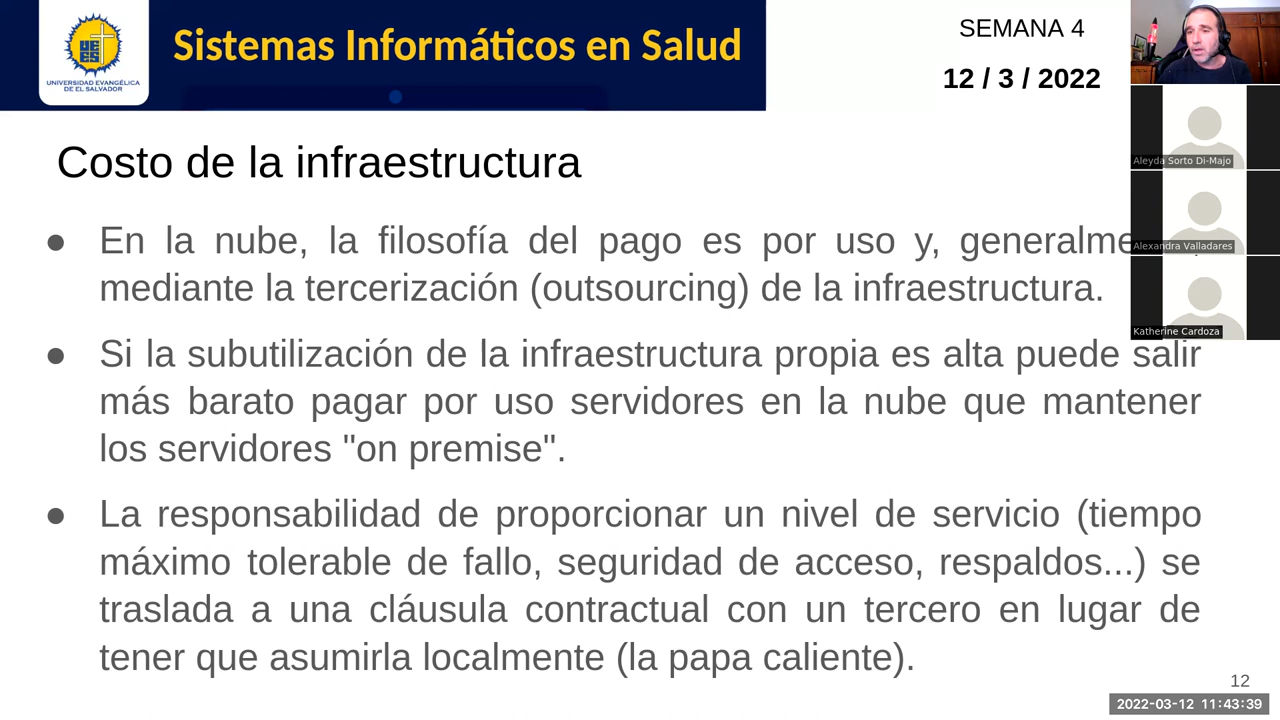 Sistemas Informáticos en Salud
UNIVERSIDAD EVANGÉLICA
DE EL SALVADOR
SEMANA 4
12 / 3 / 2022
Aleyda Sorto Di-Majo
Alexandra Valladares
Katherine Cardoza
Costo de la infraestructura
● En la nube, la filosofía del pago es por uso y,
mediante la tercerización (outsourcing) de la infraestructura.
● Si la subutilización de la infraestructura propia es alta puede salir
más barato pagar por uso servidores en la nube que mantener
los servidores "on premise".
● La responsabilidad de proporcionar un nivel de servicio (tiempo
máximo tolerable de fallo, seguridad de acceso, respaldos...) se
traslada a una cláusula contractual con un tercero en lugar de
tener que asumirla localmente (la papa caliente).
12
2022-03-12 11:43:39